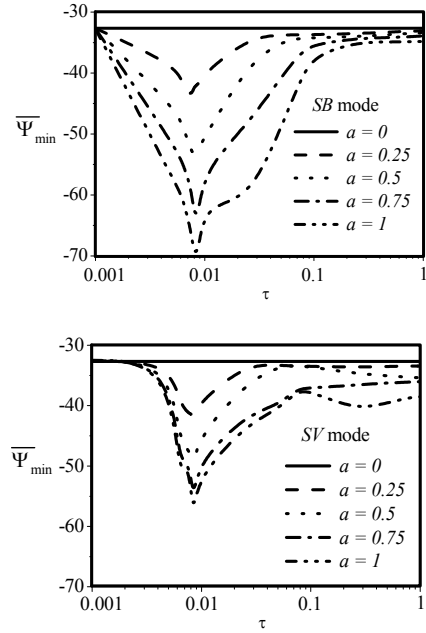 -30
-40
-50
-60
-70
Ψ̅min
SB mode
a = 0
a = 0.25
a = 0.5
a = 0.75
a = 1
0.001 0.01 0.1 1
τ
-30
-40
-50
-60
-70
Ψ̅min
SV mode
a = 0
a = 0.25
a = 0.5
a = 0.75
a = 1
0.001 0.01 0.1 1
τ